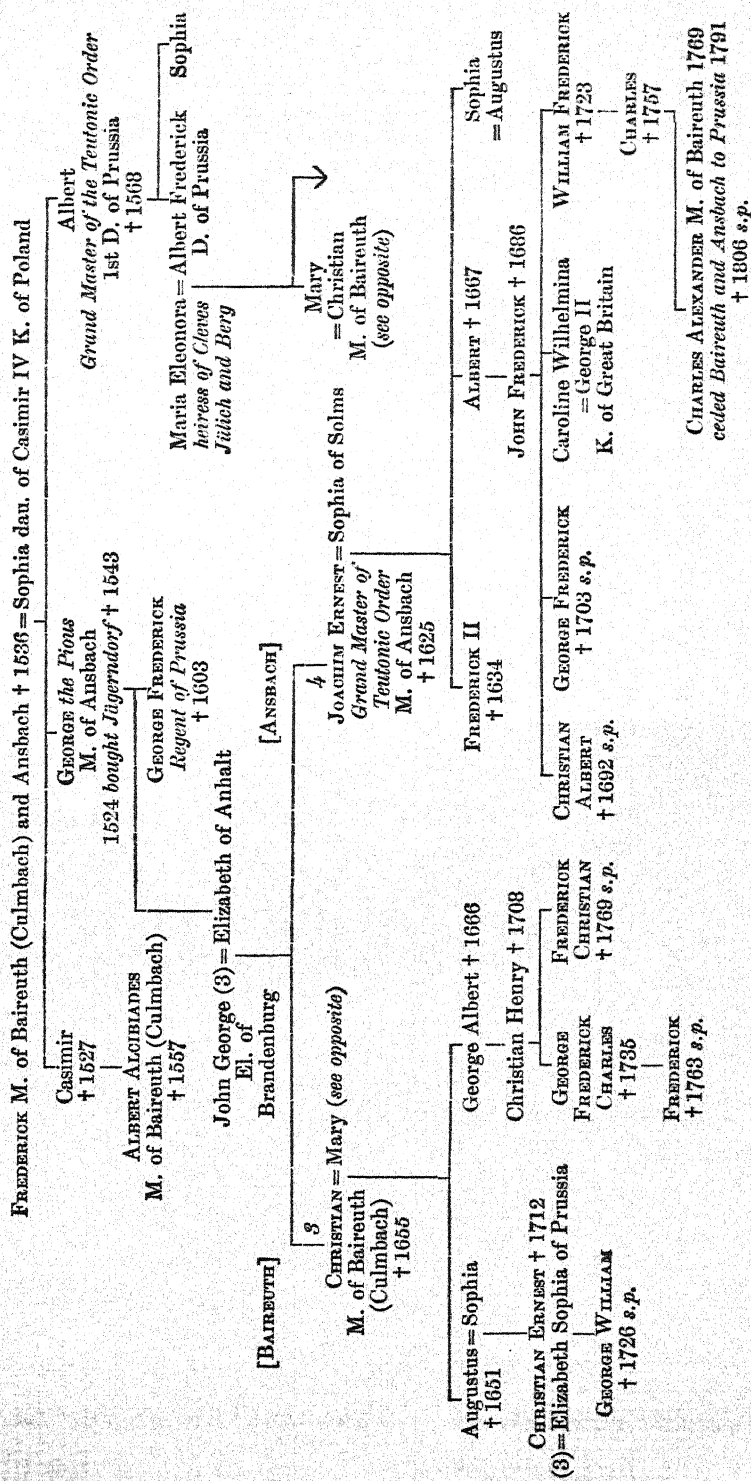 FREDERICK M. of Baireuth (Culmbach) and Ansbach † 1536 = Sophia dau. of Casimir IV K. of Poland
Casimir
† 1527
GEORGE the Pious
M. of Ansbach
1524 bought Jägerndorf † 1543
Albert
Grand Master of the Teutonic Order
1st D. of Prussia
† 1568
ALBERT ALCIBIADES
M. of Baireuth (Culmbach)
† 1557
GEORGE FREDERICK
Regent of Prussia
† 1603
Maria Eleonora = Albert Frederick
heiress of Cleves
Jülich and Berg
D. of Prussia
Sophia
John George (3) = Elizabeth of Anhalt
El. of
Brandenburg
Mary
= Christian
M. of Baireuth
(see opposite)
[BAIREUTH]
[ANSBACH]
3
CHRISTIAN = Mary (see opposite)
M. of Baireuth
(Culmbach)
† 1655
4
JOACHIM ERNEST = Sophia of Solms
Grand Master of
Teutonic Order
M. of Ansbach
† 1625
Augustus = Sophia
† 1651
George Albert † 1666
FREDERICK II
† 1634
ALBERT † 1667
Sophia
= Augustus
CHRISTIAN ERNEST † 1712
(3) = Elizabeth Sophia of Prussia
Christian Henry † 1708
JOHN FREDERICK † 1686
GEORGE WILLIAM
† 1726 s.p.
GEORGE
FREDERICK
CHARLES
† 1735
FREDERICK
CHRISTIAN
† 1769 s.p.
CHRISTIAN
ALBERT
† 1692 s.p.
GEORGE FREDERICK
† 1703 s.p.
Caroline Wilhelmina
= George II
K. of Great Britain
WILLIAM FREDERICK
† 1723
FREDERICK
† 1763 s.p.
CHARLES
† 1757
CHARLES ALEXANDER M. of Baireuth 1769
ceded Baireuth and Ansbach to Prussia 1791
† 1806 s.p.